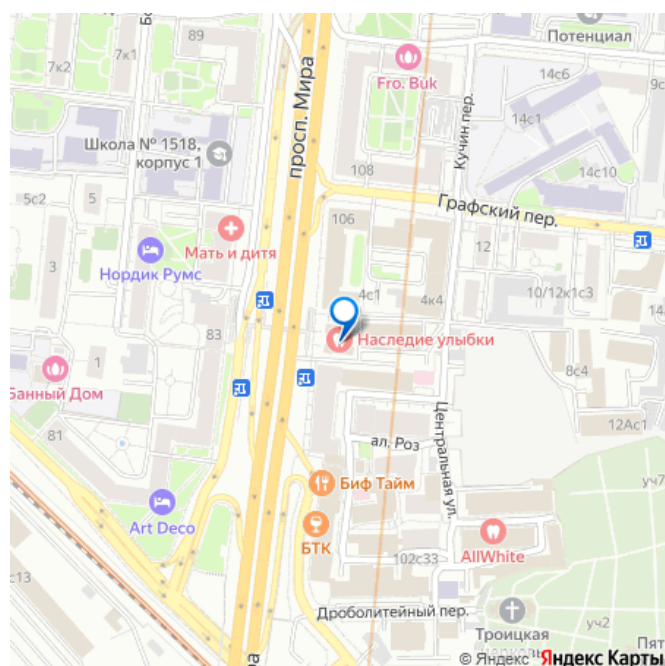 89
7к2
7к1
Потенциал
14с6
Fro. Buk
просп. Мира
Школа № 1518,
корпус 1
108
Кучин пер.
14с1
14с10
5с2
5
Графский пер.
106
Мать и дитя
3
Нордик Румс
12
4с1
4к4
10/12к1с3
83
Наследие улыбки
1
Банный Дом
8с4
12Ас1
81
ал. Роз
Центральная ул.
Биф Тайм
Art Deco
БТК
AllWhite
уч7
102с33
с13
Дроболитейный пер.
Троицкая
уч2
© Яндекс Яндекс Карты